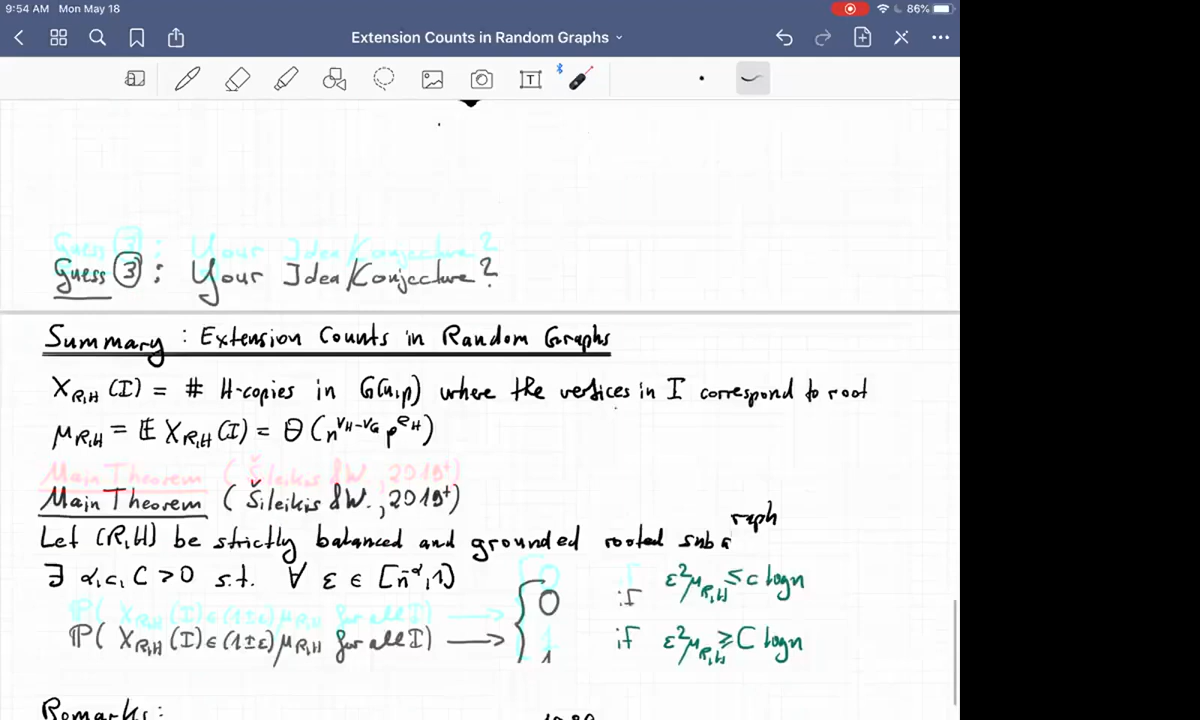 9:54 AM Mon May 18
86%
Extension Counts in Random Graphs
Guess ③ : Your Idea/Conjecture?
Summary : Extension Counts in Random Graphs
X_{R,H}(I) = # H-copies in G(n,p) where the vertices in I correspond to root
μ_{R,H} = 𝔼 X_{R,H}(I) = Θ(n^{v_H-v_G} p^{e_H})
Main Theorem (Šileikis & W., 2019+)
Let (R,H) be strictly balanced and grounded rooted subgraph
∃ α,c,C > 0 s.t. ∀ ε ∈ [n^{-α},1)
ℙ( X_{R,H}(I) ∈ (1±ε) μ_{R,H} for all I) → { 0 if ε²μ_{R,H} ≤ c log n
1 if ε²μ_{R,H} ≥ C log n
Remarks: